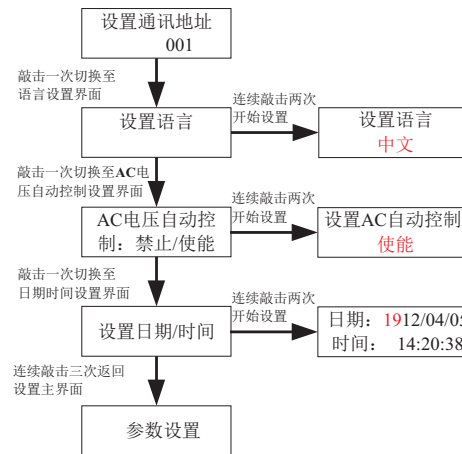 设置通讯地址
001
敲击一次切换至
语言设置界面
设置语言
连续敲击两次
开始设置
设置语言
中文
敲击一次切换至AC电
压自动控制设置界面
AC电压自动控
制：禁止/使能
连续敲击两次
开始设置
设置AC自动控制
使能
敲击一次切换至
日期时间设置界面
设置日期/时间
连续敲击两次
开始设置
日期：1912/04/05
时间： 14:20:38
连续敲击三次返回
设置主界面
参数设置